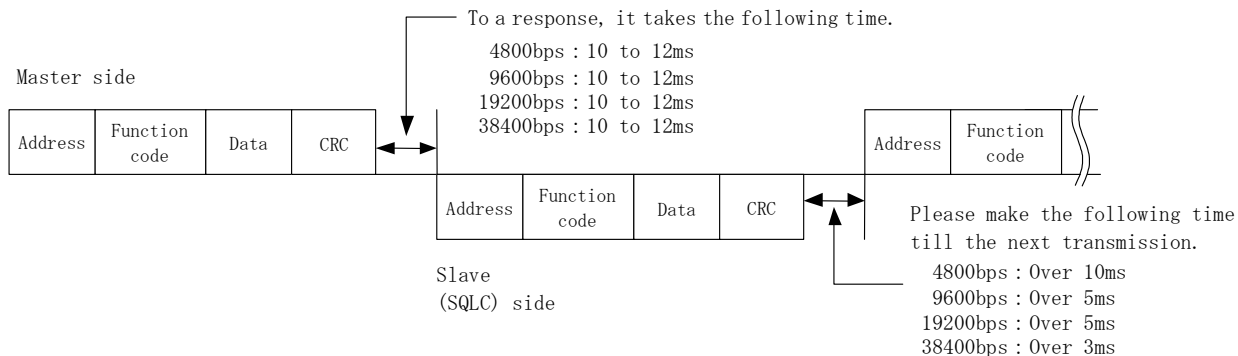 To a response, it takes the following time.
4800bps：10 to 12ms
9600bps：10 to 12ms
19200bps：10 to 12ms
38400bps：10 to 12ms
Master side
Address
Function
code
Data
CRC
Address
Function
code
Address
Function
code
Data
CRC
Slave
(SQLC) side
Please make the following time
till the next transmission.
4800bps：Over 10ms
9600bps：Over 5ms
19200bps：Over 5ms
38400bps：Over 3ms